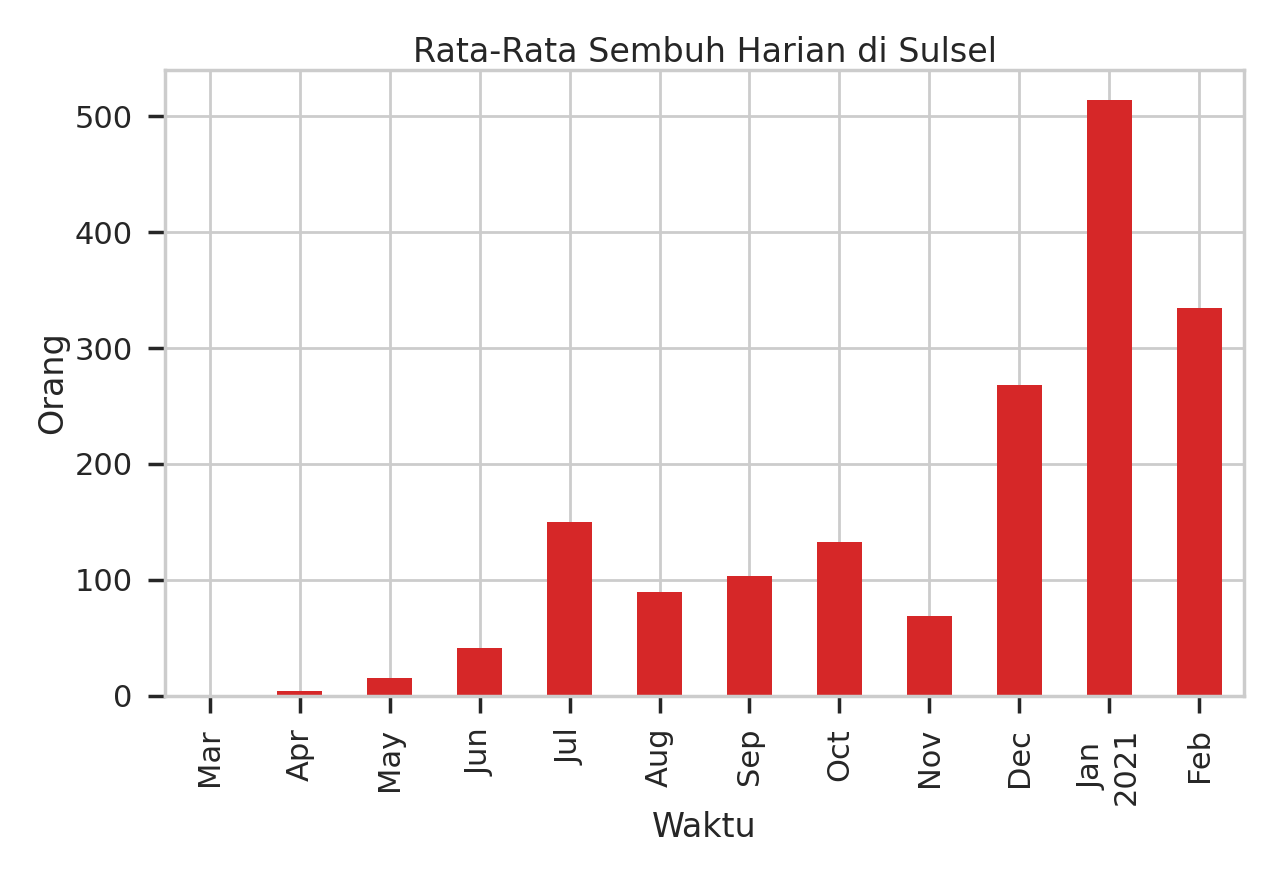 Rata-Rata Sembuh Harian di Sulsel
500
400
300
200
100
0
Orang
Mar
Apr
May
Jun
Jul
Aug
Sep
Oct
Nov
Dec
Jan
2021
Feb
Waktu